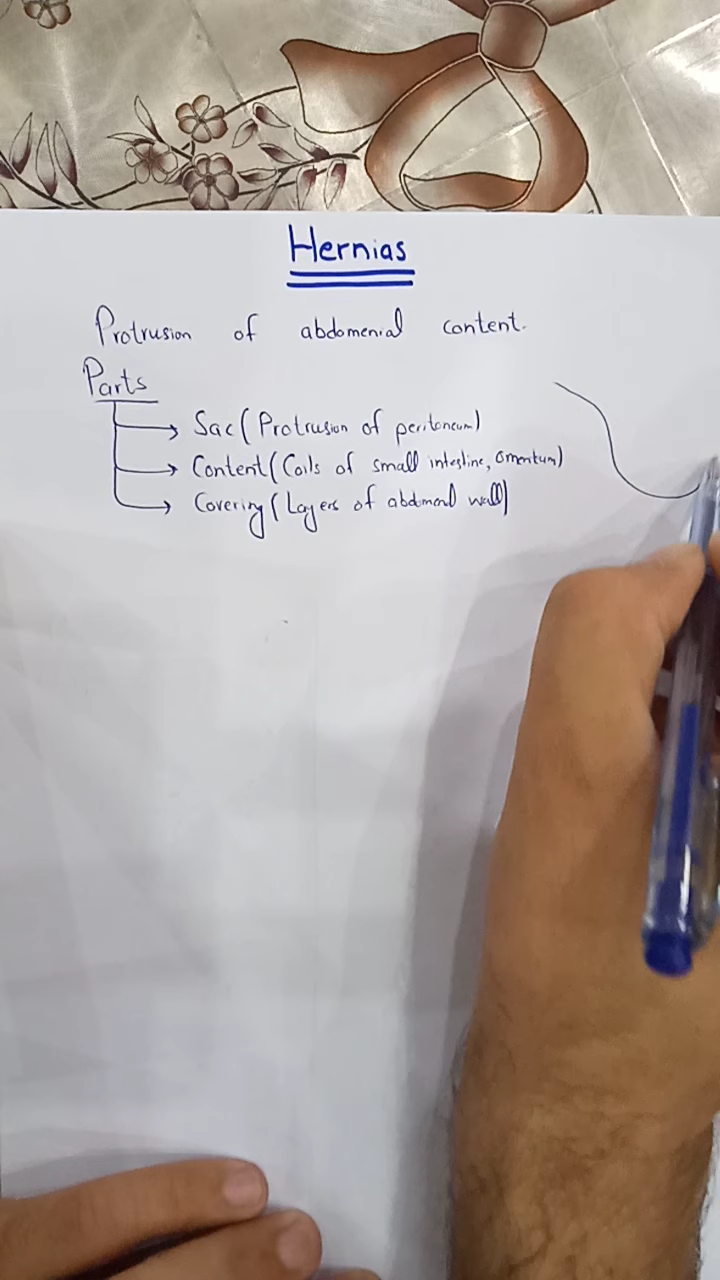 Hernias
Protrusion of abdomenial content.
Parts
Sac (Protrusion of peritoneum)
Content (Coils of small intestine, Omentum)
Covering (Layers of abdomenal wall)